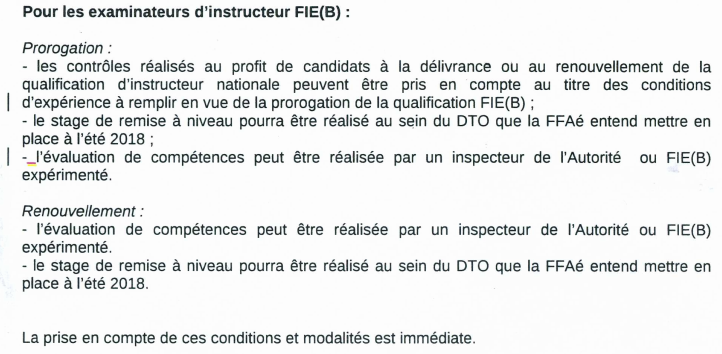 Pour les examinateurs d'instructeur FIE(B) :
Prorogation :
- les contrôles réalisés au profit de candidats à la délivrance ou au renouvellement de la
qualification d'instructeur nationale peuvent être pris en compte au titre des conditions
d'expérience à remplir en vue de la prorogation de la qualification FIE(B) ;
- le stage de remise à niveau pourra être réalisé au sein du DTO que la FFAé entend mettre en
place à l'été 2018 ;
- l'évaluation de compétences peut être réalisée par un inspecteur de l'Autorité ou FIE(B)
expérimenté.
Renouvellement :
- l'évaluation de compétences peut être réalisée par un inspecteur de l'Autorité ou FIE(B)
expérimenté.
- le stage de remise à niveau pourra être réalisé au sein du DTO que la FFAé entend mettre en
place à l'été 2018.
La prise en compte de ces conditions et modalités est immédiate.